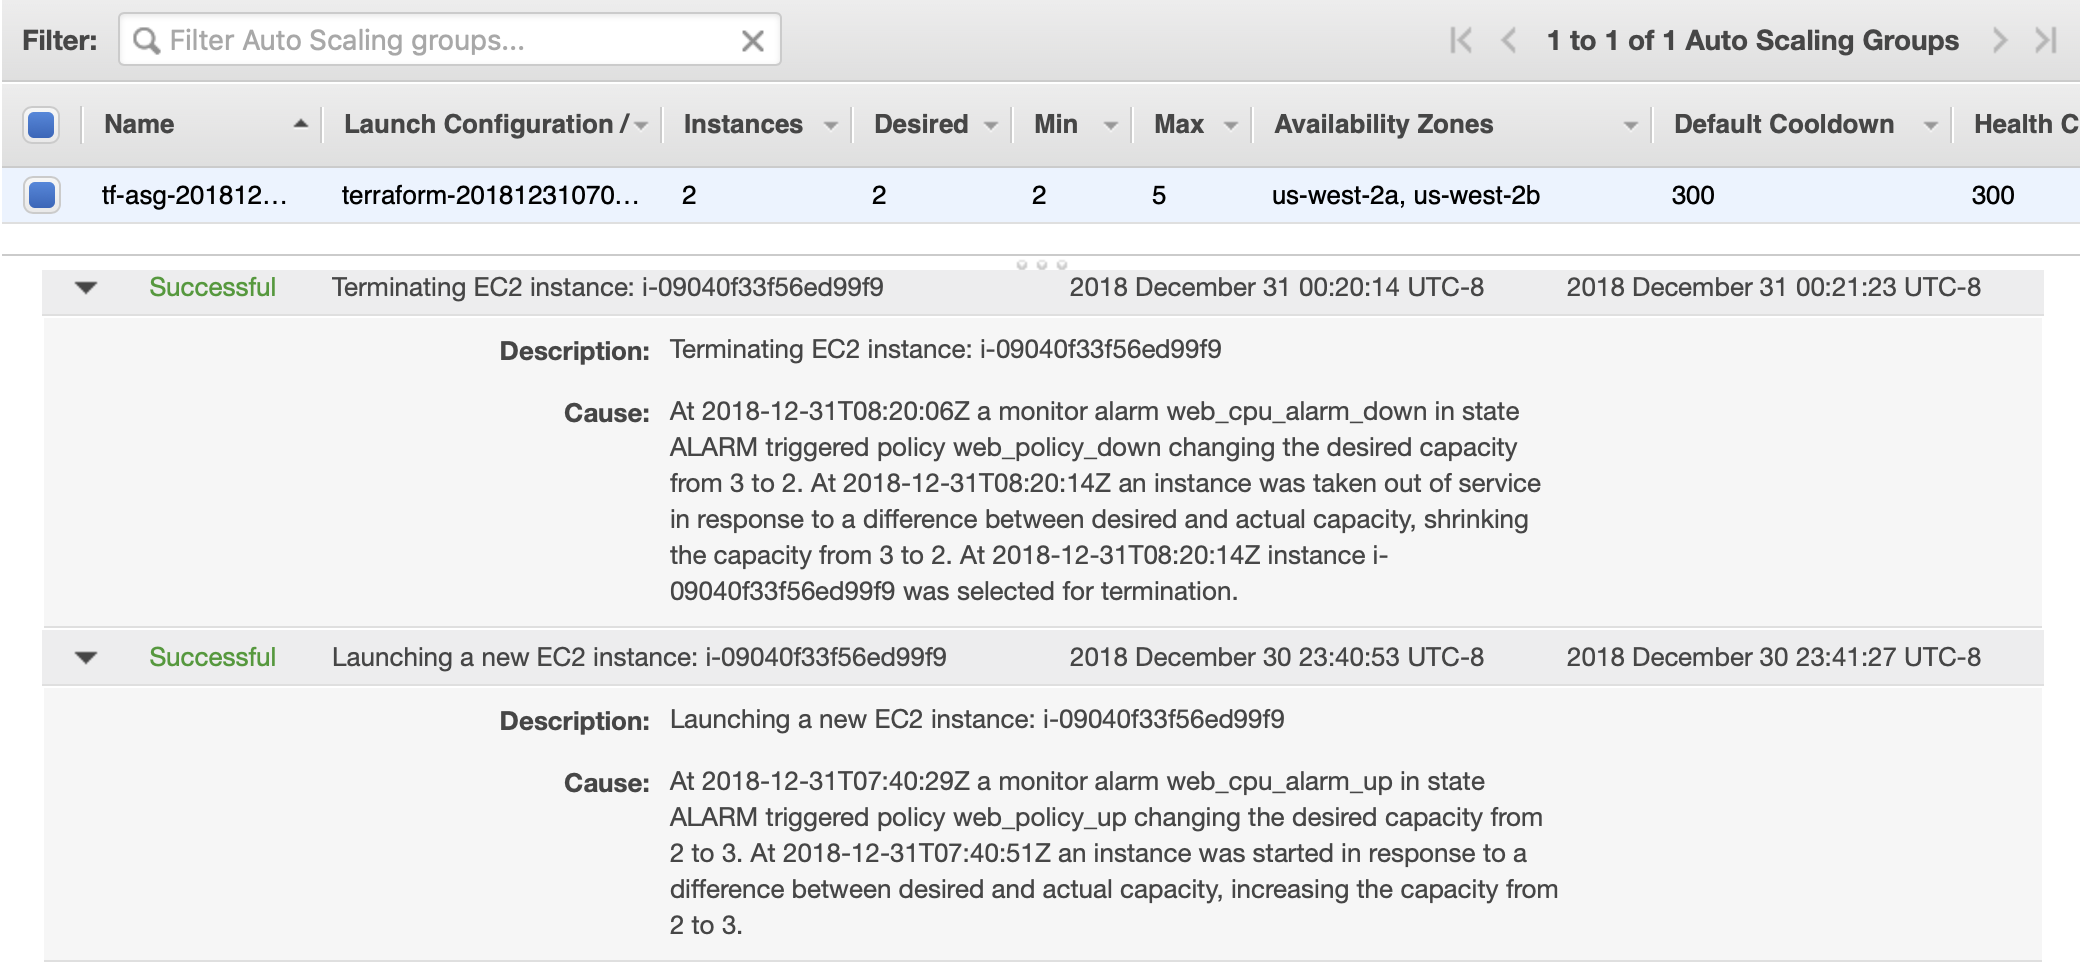 Filter: Filter Auto Scaling groups... 1 to 1 of 1 Auto Scaling Groups
Name Launch Configuration / Instances Desired Min Max Availability Zones Default Cooldown Health C
tf-asg-201812... terraform-20181231070... 2 2 2 5 us-west-2a, us-west-2b 300 300
Successful Terminating EC2 instance: i-09040f33f56ed99f9 2018 December 31 00:20:14 UTC-8 2018 December 31 00:21:23 UTC-8
Description: Terminating EC2 instance: i-09040f33f56ed99f9
Cause: At 2018-12-31T08:20:06Z a monitor alarm web_cpu_alarm_down in state
ALARM triggered policy web_policy_down changing the desired capacity
from 3 to 2. At 2018-12-31T08:20:14Z an instance was taken out of service
in response to a difference between desired and actual capacity, shrinking
the capacity from 3 to 2. At 2018-12-31T08:20:14Z instance i-
09040f33f56ed99f9 was selected for termination.
Successful Launching a new EC2 instance: i-09040f33f56ed99f9 2018 December 30 23:40:53 UTC-8 2018 December 30 23:41:27 UTC-8
Description: Launching a new EC2 instance: i-09040f33f56ed99f9
Cause: At 2018-12-31T07:40:29Z a monitor alarm web_cpu_alarm_up in state
ALARM triggered policy web_policy_up changing the desired capacity from
2 to 3. At 2018-12-31T07:40:51Z an instance was started in response to a
difference between desired and actual capacity, increasing the capacity from
2 to 3.